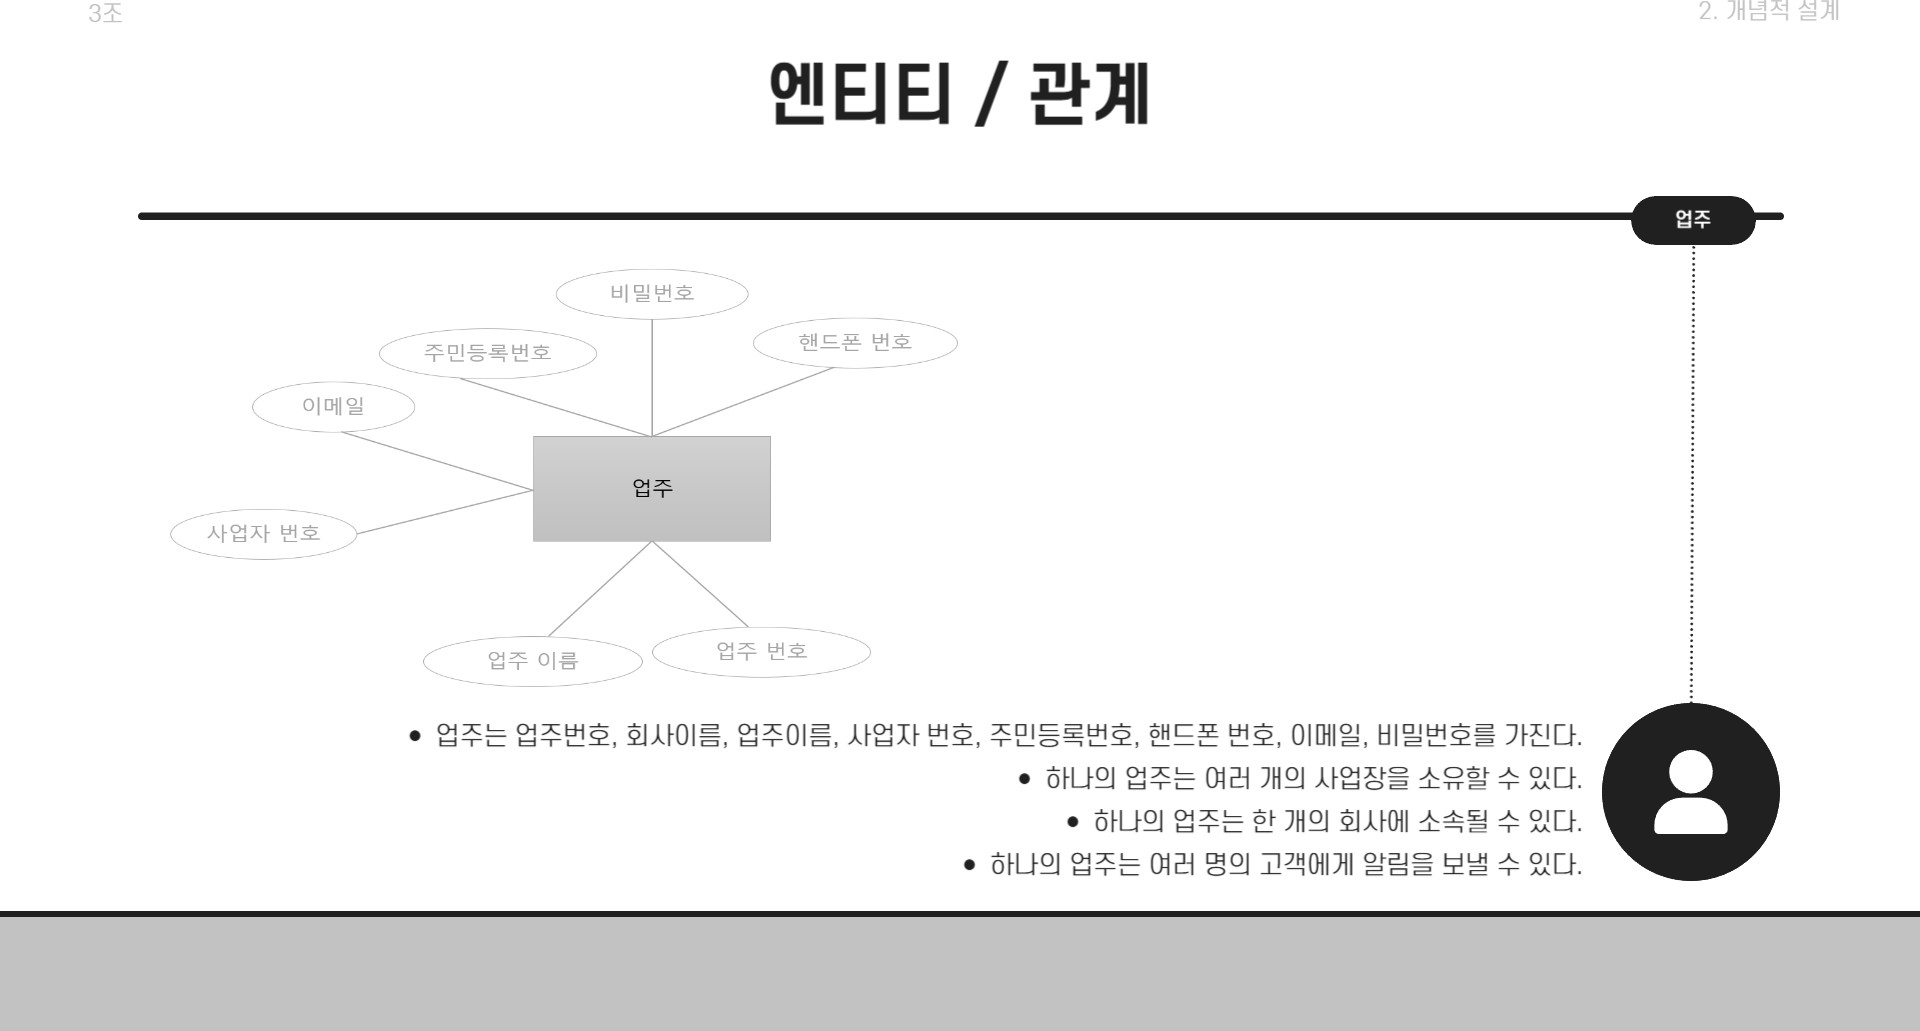 3조
2. 개념적 설계
엔티티 / 관계
업주
비밀번호
핸드폰 번호
주민등록번호
이메일
업주
사업자 번호
업주 이름
업주 번호
• 업주는 업주번호, 회사이름, 업주이름, 사업자 번호, 주민등록번호, 핸드폰 번호, 이메일, 비밀번호를 가진다.
• 하나의 업주는 여러 개의 사업장을 소유할 수 있다.
• 하나의 업주는 한 개의 회사에 소속될 수 있다.
• 하나의 업주는 여러 명의 고객에게 알림을 보낼 수 있다.